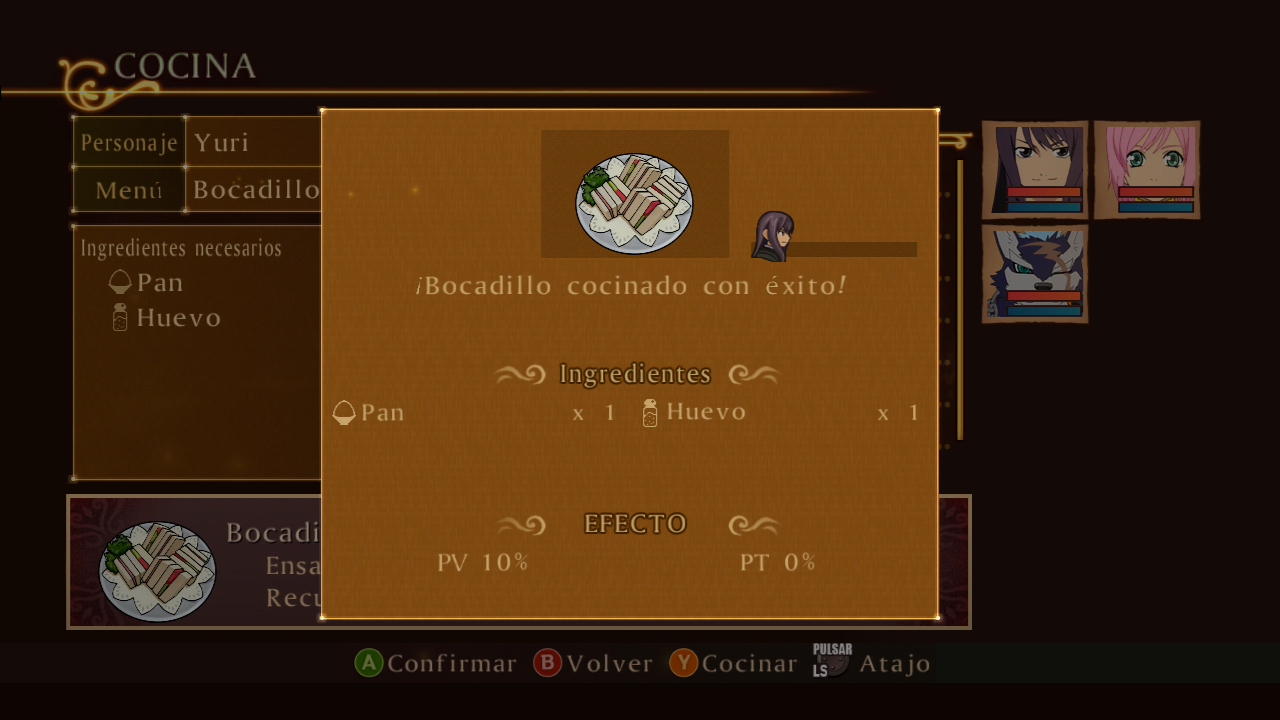 COCINA
Personaje Yuri
Menú Bocadillo
Ingredientes necesarios
Pan
Huevo
¡Bocadillo cocinado con éxito!
Ingredientes
Pan x 1 Huevo x 1
EFECTO
PV 10% PT 0%
Bocadi
Ensa
Recu
A Confirmar B Volver Y Cocinar PULSAR LS Atajo